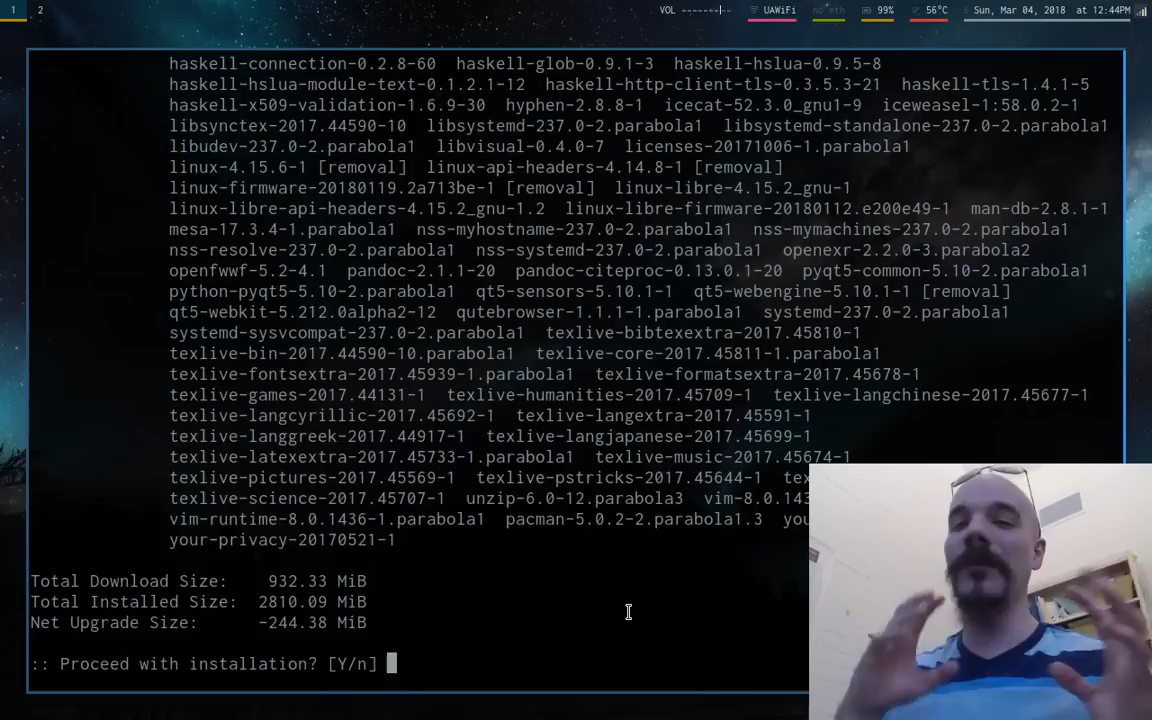 1 2 VOL UAWiFi no eth 99% 56°C Sun, Mar 04, 2018 at 12:44PM
haskell-connection-0.2.8-60 haskell-glob-0.9.1-3 haskell-hslua-0.9.5-8
haskell-hslua-module-text-0.1.2.1-12 haskell-http-client-tls-0.3.5.3-21 haskell-tls-1.4.1-5
haskell-x509-validation-1.6.9-30 hyphen-2.8.8-1 icecat-52.3.0_gnu1-9 iceweasel-1:58.0.2-1
libsynctex-2017.44590-10 libsystemd-237.0-2.parabola1 libsystemd-standalone-237.0-2.parabola1
libudev-237.0-2.parabola1 libvisual-0.4.0-7 licenses-20171006-1.parabola1
linux-4.15.6-1 [removal] linux-api-headers-4.14.8-1 [removal]
linux-firmware-20180119.2a713be-1 [removal] linux-libre-4.15.2_gnu-1
linux-libre-api-headers-4.15.2_gnu-1.2 linux-libre-firmware-20180112.e200e49-1 man-db-2.8.1-1
mesa-17.3.4-1.parabola1 nss-myhostname-237.0-2.parabola1 nss-mymachines-237.0-2.parabola1
nss-resolve-237.0-2.parabola1 nss-systemd-237.0-2.parabola1 openexr-2.2.0-3.parabola2
openfwwf-5.2-4.1 pandoc-2.1.1-20 pandoc-citeproc-0.13.0.1-20 pyqt5-common-5.10-2.parabola1
python-pyqt5-5.10-2.parabola1 qt5-sensors-5.10.1-1 qt5-webengine-5.10.1-1 [removal]
qt5-webkit-5.212.0alpha2-12 qutebrowser-1.1.1-1.parabola1 systemd-237.0-2.parabola1
systemd-sysvcompat-237.0-2.parabola1 texlive-bibtexextra-2017.45810-1
texlive-bin-2017.44590-10.parabola1 texlive-core-2017.45811-1.parabola1
texlive-fontsextra-2017.45939-1.parabola1 texlive-formatsextra-2017.45678-1
texlive-games-2017.44131-1 texlive-humanities-2017.45709-1 texlive-langchinese-2017.45677-1
texlive-langcyrillic-2017.45692-1 texlive-langextra-2017.45591-1
texlive-langgreek-2017.44917-1 texlive-langjapanese-2017.45699-1
texlive-latexextra-2017.45733-1.parabola1 texlive-music-2017.45674-1
texlive-pictures-2017.45569-1 texlive-pstricks-2017.45644-1 tex
texlive-science-2017.45707-1 unzip-6.0-12.parabola3 vim-8.0.143
vim-runtime-8.0.1436-1.parabola1 pacman-5.0.2-2.parabola1.3 you
your-privacy-20170521-1
Total Download Size: 932.33 MiB
Total Installed Size: 2810.09 MiB
Net Upgrade Size: -244.38 MiB
:: Proceed with installation? [Y/n]